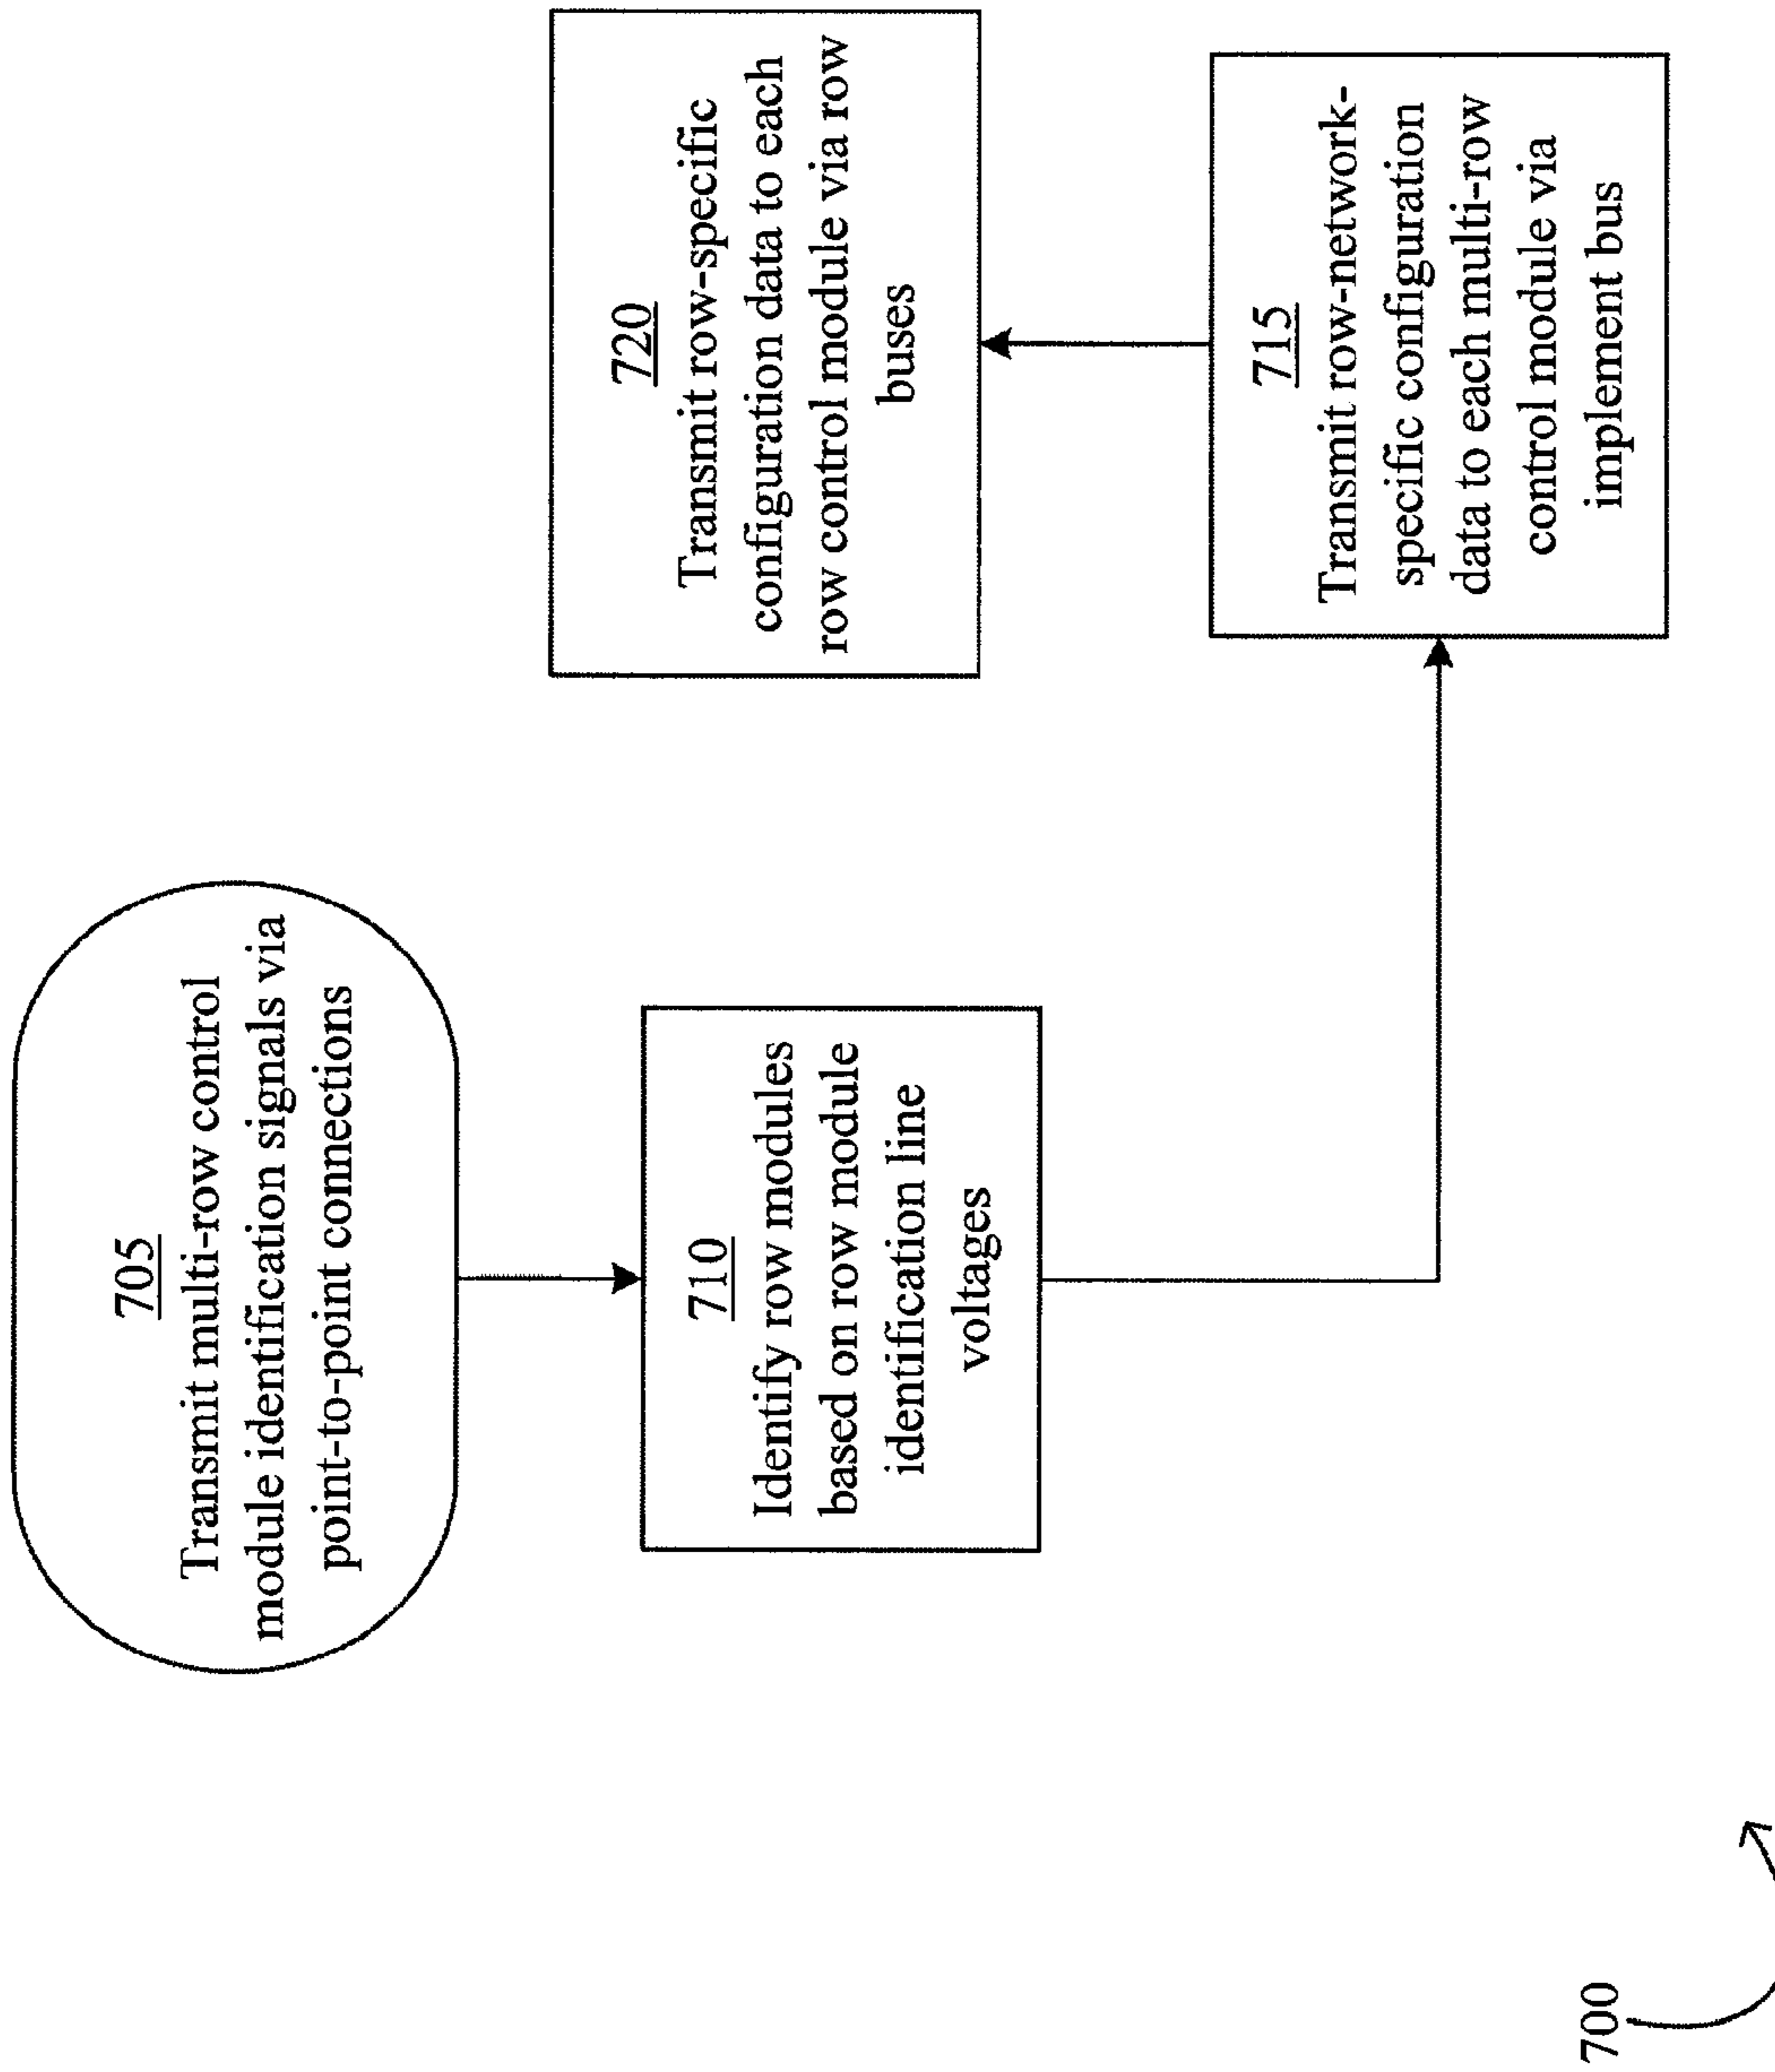 705
Transmit multi-row control
module identification signals via
point-to-point connections
710
Identify row modules
based on row module
identification line
voltages
715
Transmit row-network-
specific configuration
data to each multi-row
control module via
implement bus
720
Transmit row-specific
configuration data to each
row control module via row
buses
700